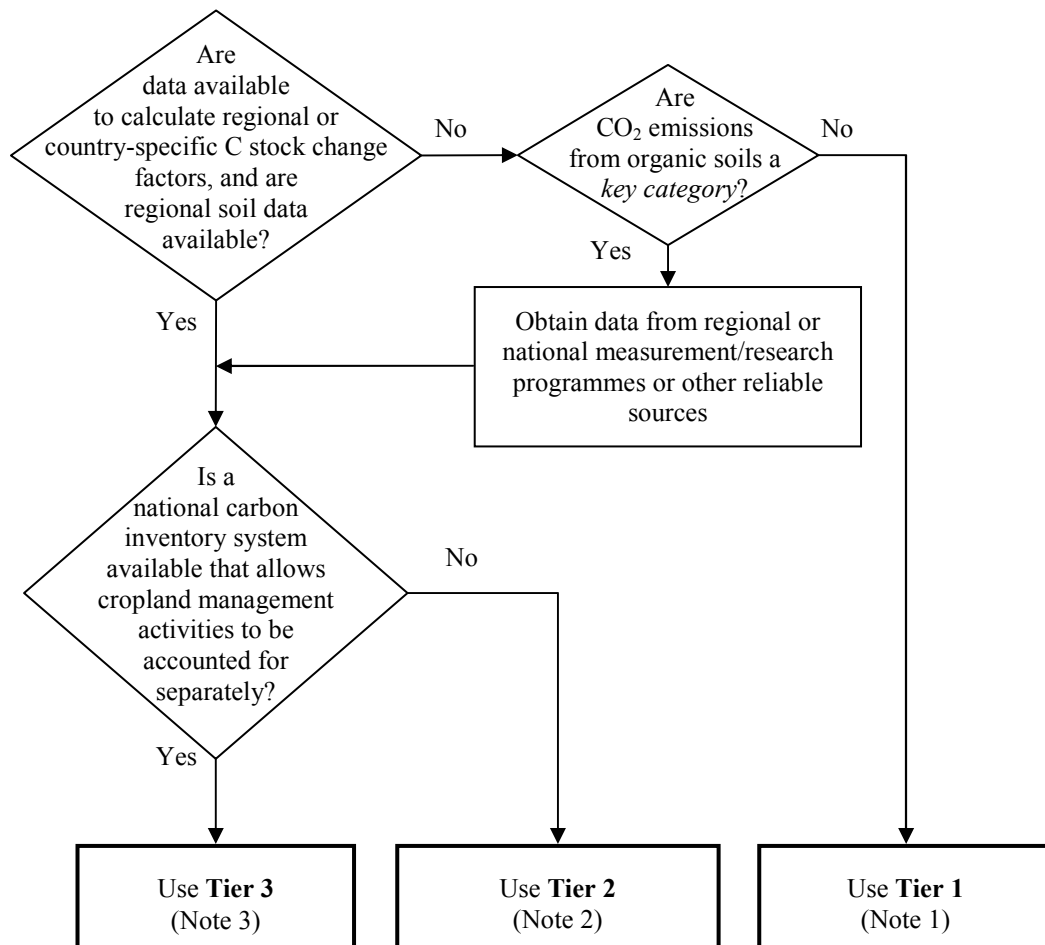 Are
data available
to calculate regional or
country-specific C stock change
factors, and are
regional soil data
available?
No
Are
CO₂ emissions
from organic soils a
key category?
No
Yes
Yes
Obtain data from regional or
national measurement/research
programmes or other reliable
sources
Is a
national carbon
inventory system
available that allows
cropland management
activities to be
accounted for
separately?
No
Yes
Use Tier 3
(Note 3)
Use Tier 2
(Note 2)
Use Tier 1
(Note 1)